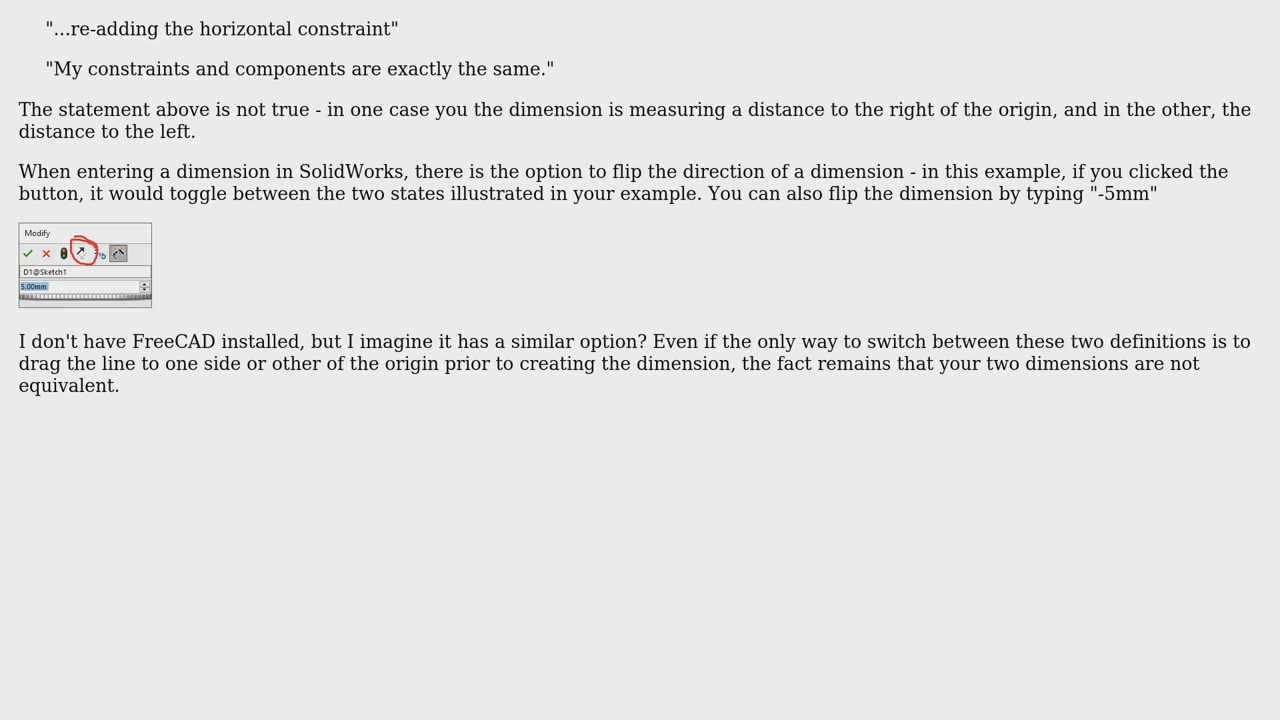 "...re-adding the horizontal constraint"
"My constraints and components are exactly the same."
The statement above is not true - in one case you the dimension is measuring a distance to the right of the origin, and in the other, the
distance to the left.
When entering a dimension in SolidWorks, there is the option to flip the direction of a dimension - in this example, if you clicked the
button, it would toggle between the two states illustrated in your example. You can also flip the dimension by typing "-5mm"
Modify
D1@Sketch1
5.00mm
I don't have FreeCAD installed, but I imagine it has a similar option? Even if the only way to switch between these two definitions is to
drag the line to one side or other of the origin prior to creating the dimension, the fact remains that your two dimensions are not
equivalent.